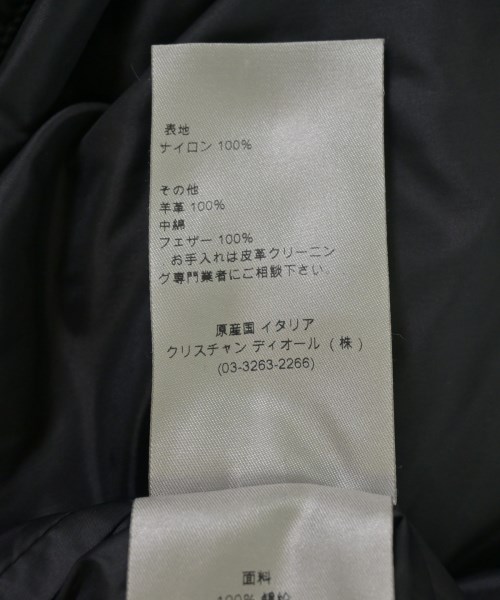 表地
ナイロン 100%
その他
羊革 100%
中綿
フェザー 100%
お手入れは皮革クリーニン
グ専門業者にご相談下さい。
原産国 イタリア
クリスチャン ディオール (株)
(03-3263-2266)
面料
100%